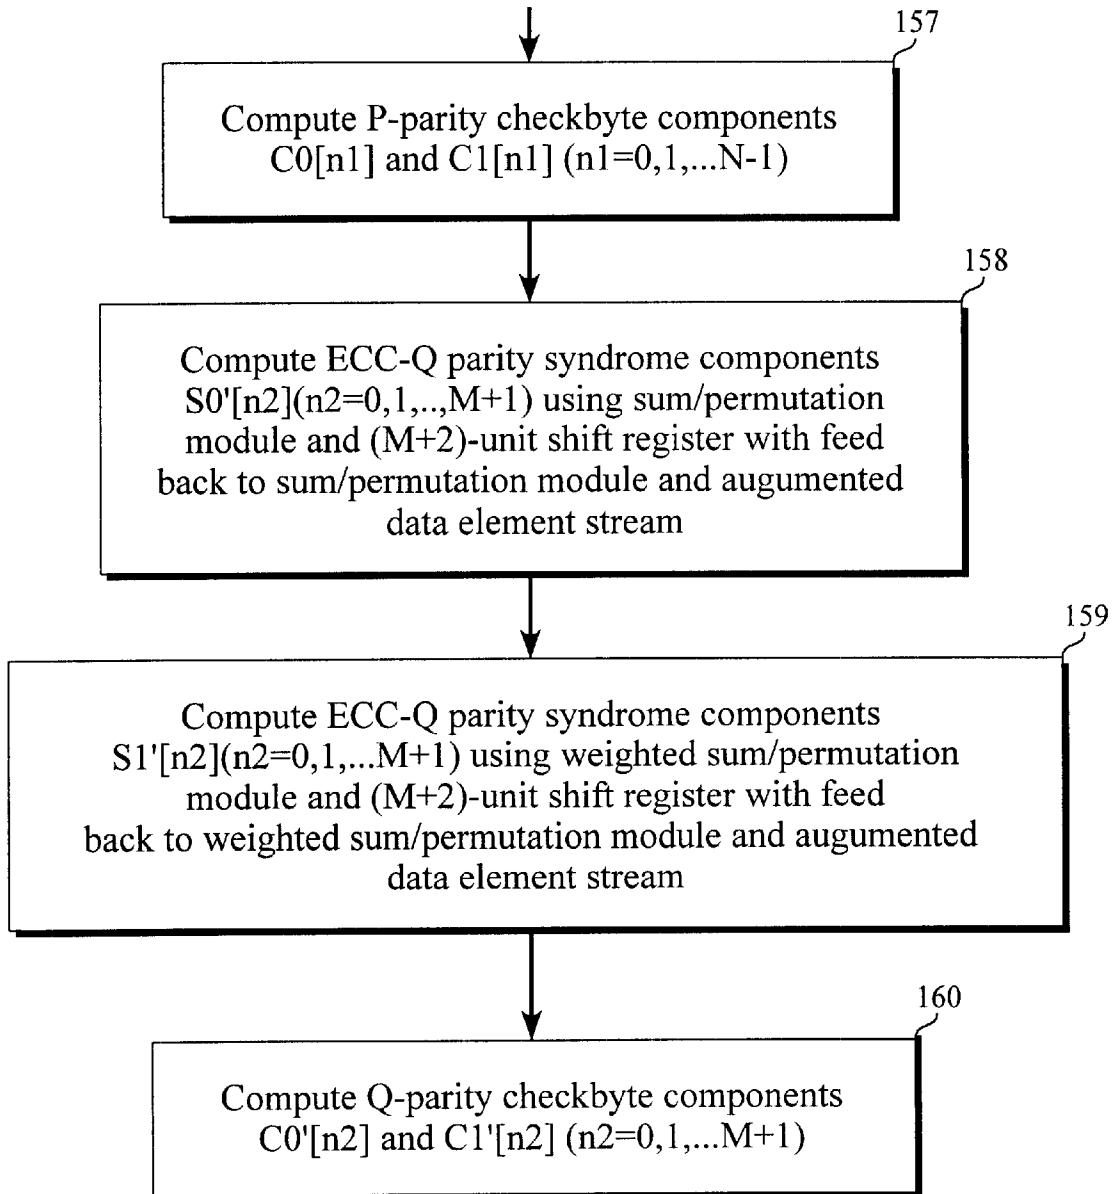 157
Compute P-parity checkbyte components
C0[n1] and C1[n1] (n1=0,1,...N-1)
158
Compute ECC-Q parity syndrome components
S0'[n2](n2=0,1,..,M+1) using sum/permutation
module and (M+2)-unit shift register with feed
back to sum/permutation module and augumented
data element stream
159
Compute ECC-Q parity syndrome components
S1'[n2](n2=0,1,...M+1) using weighted sum/permutation
module and (M+2)-unit shift register with feed
back to weighted sum/permutation module and augumented
data element stream
160
Compute Q-parity checkbyte components
C0'[n2] and C1'[n2] (n2=0,1,...M+1)